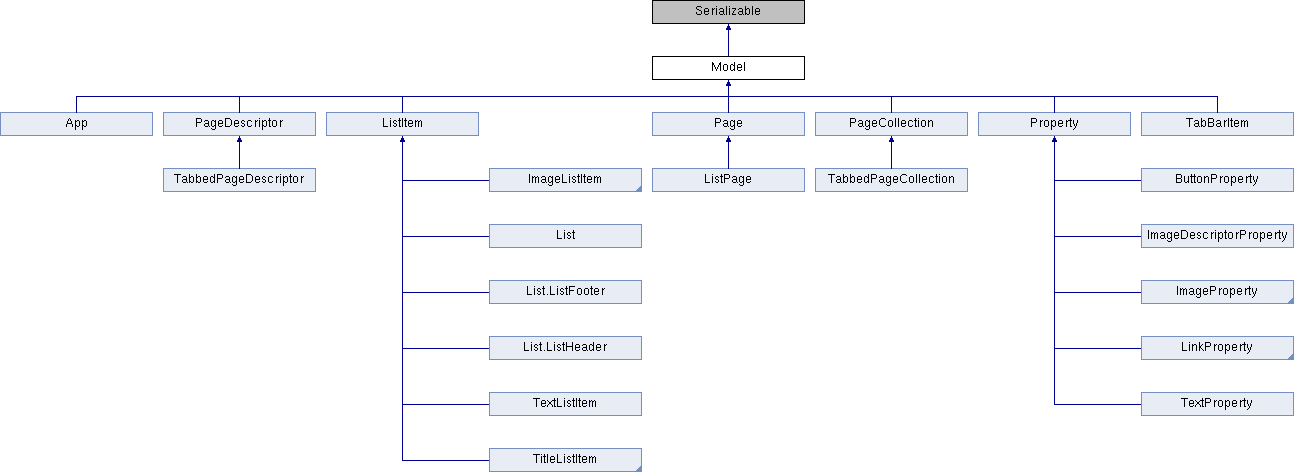 Serializable
Model
App
PageDescriptor
ListItem
Page
PageCollection
Property
TabBarItem
TabbedPageDescriptor
ImageListItem
ListPage
TabbedPageCollection
ButtonProperty
List
ImageDescriptorProperty
List.ListFooter
ImageProperty
List.ListHeader
LinkProperty
TextListItem
TextProperty
TitleListItem